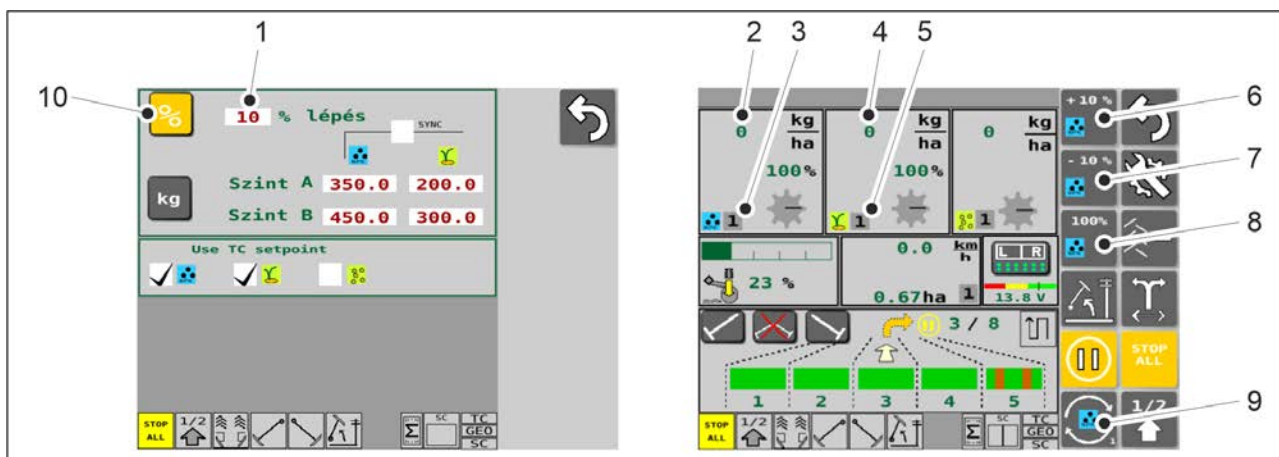 1
10
10 % lépés
SYNC
%
kg
Szint A 350.0 200.0
Szint B 450.0 300.0
Use TC setpoint
STOP ALL
1/2
Σ
SC
TC
GEO
SC
2
3
4
5
0 kg/ha
100%
1
0 kg/ha
100%
1
0 kg/ha
1
23 %
0.0 km/h
0.67ha 1
L R
13.8 V
3 / 8
1 2 3 4 5
STOP ALL
1/2
Σ
SC
TC
GEO
SC
+10 %
- 10 %
100%
STOP ALL
1
1/2
6
7
8
9